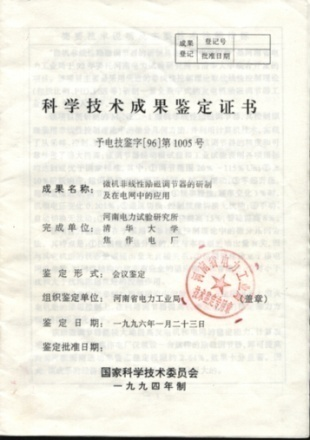 成果登记
登记号
批准日期
科学技术成果鉴定证书
予电技鉴字[96]第1005号
成果名称：微机非线性励磁调节器的研制
及在电网中的应用
完成单位：河南电力试验研究所
清华大学
焦作电厂
鉴定形式：会议鉴定
组织鉴定单位：河南省电力工业局（盖章）
鉴定日期：一九九六年一月二十三日
鉴定批准日期：
国家科学技术委员会
一九九四年制